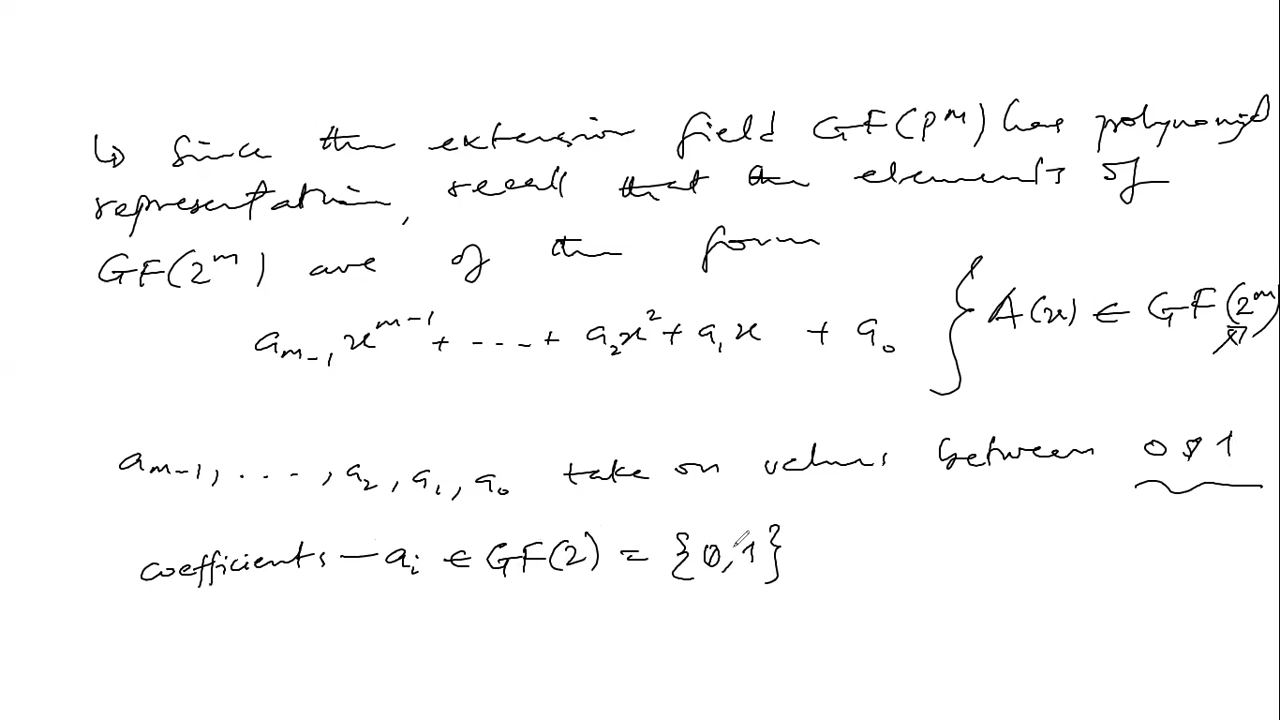 ↳ Since the extension field GF(p^m) has polynomial
representation, recall that the elements of
GF(2^m) are of the form
a_{m-1}x^{m-1} + ---- + a_2x^2 + a_1x + a_0 } A(x) ∈ GF(2^m)
a_{m-1}, ...., a_2, a_1, a_0 take on values between 0 & 1
coefficients — a_i ∈ GF(2) = {0,1}